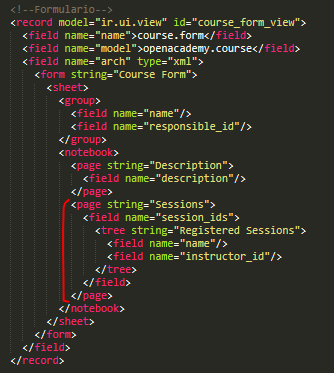 <!--Formulario-->
<record model="ir.ui.view" id="course_form_view">
<field name="name">course.form</field>
<field name="model">openacademy.course</field>
<field name="arch" type="xml">
<form string="Course Form">
<sheet>
<group>
<field name="name"/>
<field name="responsible_id"/>
</group>
<notebook>
<page string="Description">
<field name="description"/>
</page>
<page string="Sessions">
<field name="session_ids">
<tree string="Registered Sessions">
<field name="name"/>
<field name="instructor_id"/>
</tree>
</field>
</page>
</notebook>
</sheet>
</form>
</field>
</record>